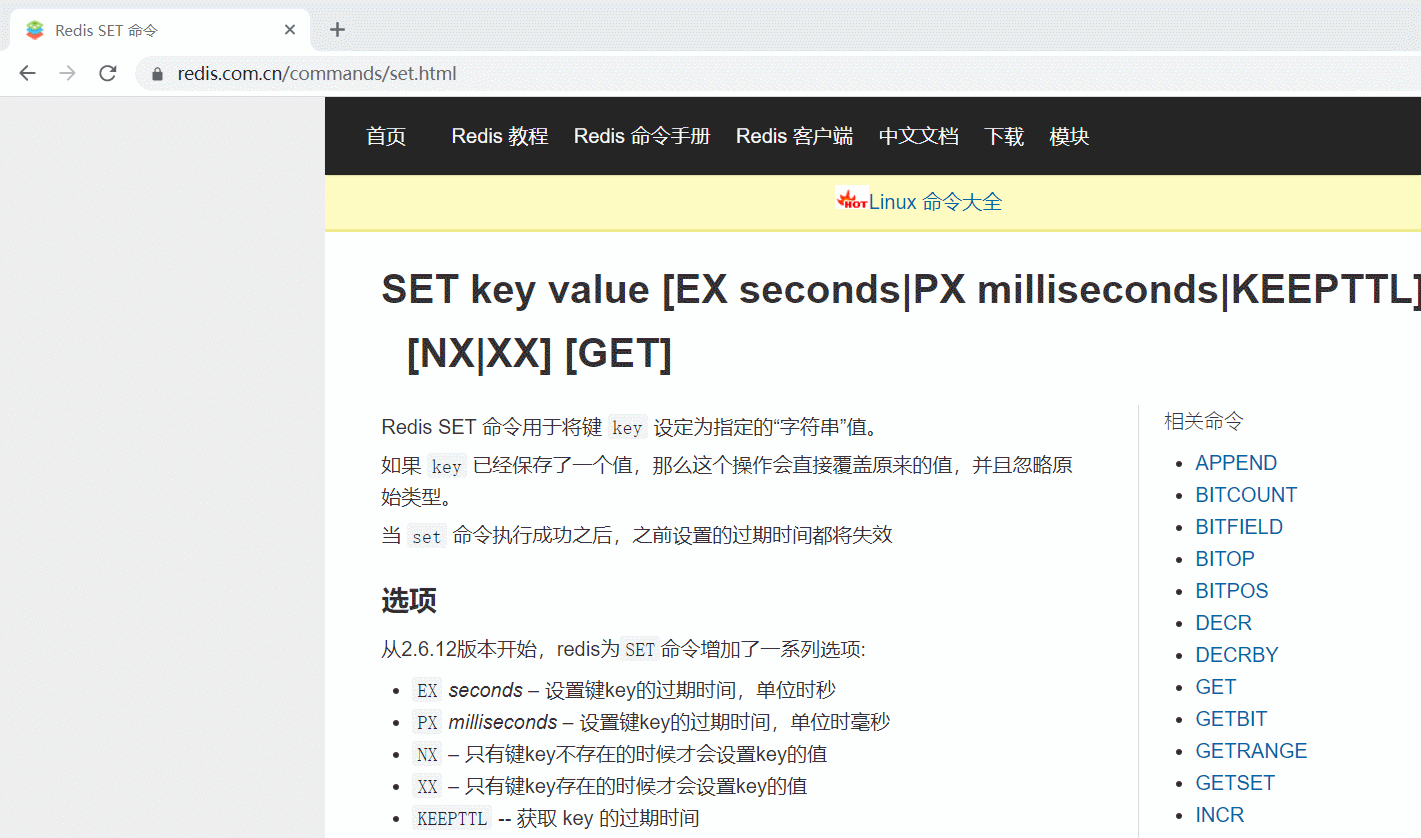 Redis SET 命令
redis.com.cn/commands/set.html
首页 Redis 教程 Redis 命令手册 Redis 客户端 中文文档 下载 模块
HOT Linux 命令大全
SET key value [EX seconds|PX milliseconds|KEEPTTL]
[NX|XX] [GET]
Redis SET 命令用于将键 key 设定为指定的“字符串”值。
如果 key 已经保存了一个值，那么这个操作会直接覆盖原来的值，并且忽略原
始类型。
当 set 命令执行成功之后，之前设置的过期时间都将失效
选项
从2.6.12版本开始，redis为 SET 命令增加了一系列选项:
EX seconds – 设置键key的过期时间，单位时秒
PX milliseconds – 设置键key的过期时间，单位时毫秒
NX – 只有键key不存在的时候才会设置key的值
XX – 只有键key存在的时候才会设置key的值
KEEPTTL -- 获取 key 的过期时间
相关命令
APPEND
BITCOUNT
BITFIELD
BITOP
BITPOS
DECR
DECRBY
GET
GETBIT
GETRANGE
GETSET
INCR